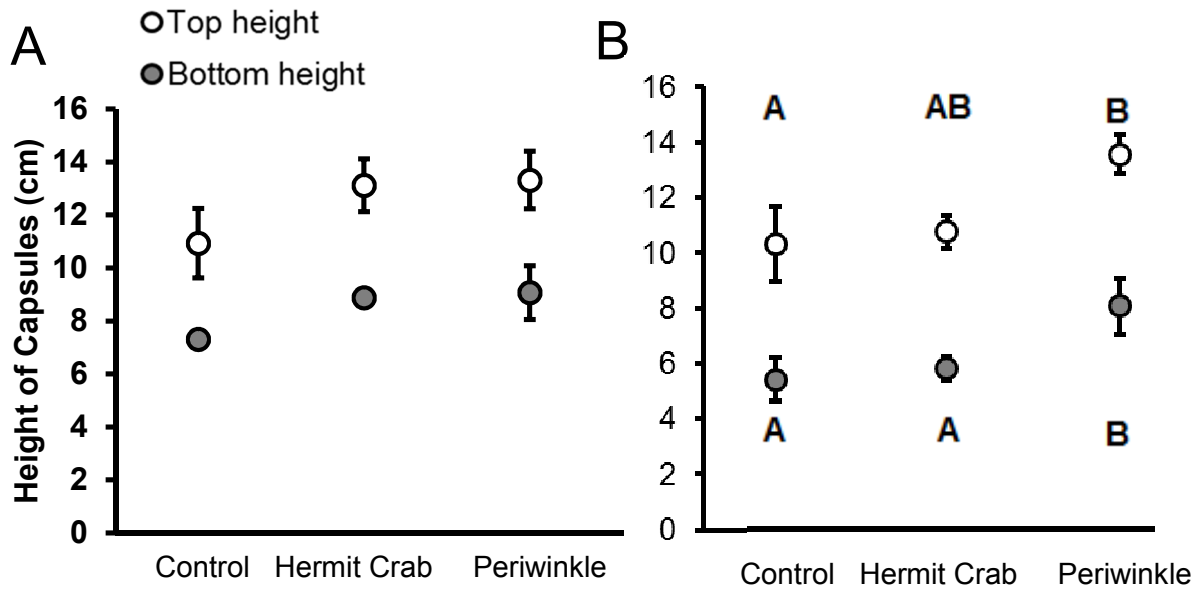 A
Top height
Bottom height
Height of Capsules (cm)
16
14
12
10
8
6
4
2
0
Control Hermit Crab Periwinkle
B
16
14
12
10
8
6
4
2
0
A AB B
A A B
Control Hermit Crab Periwinkle